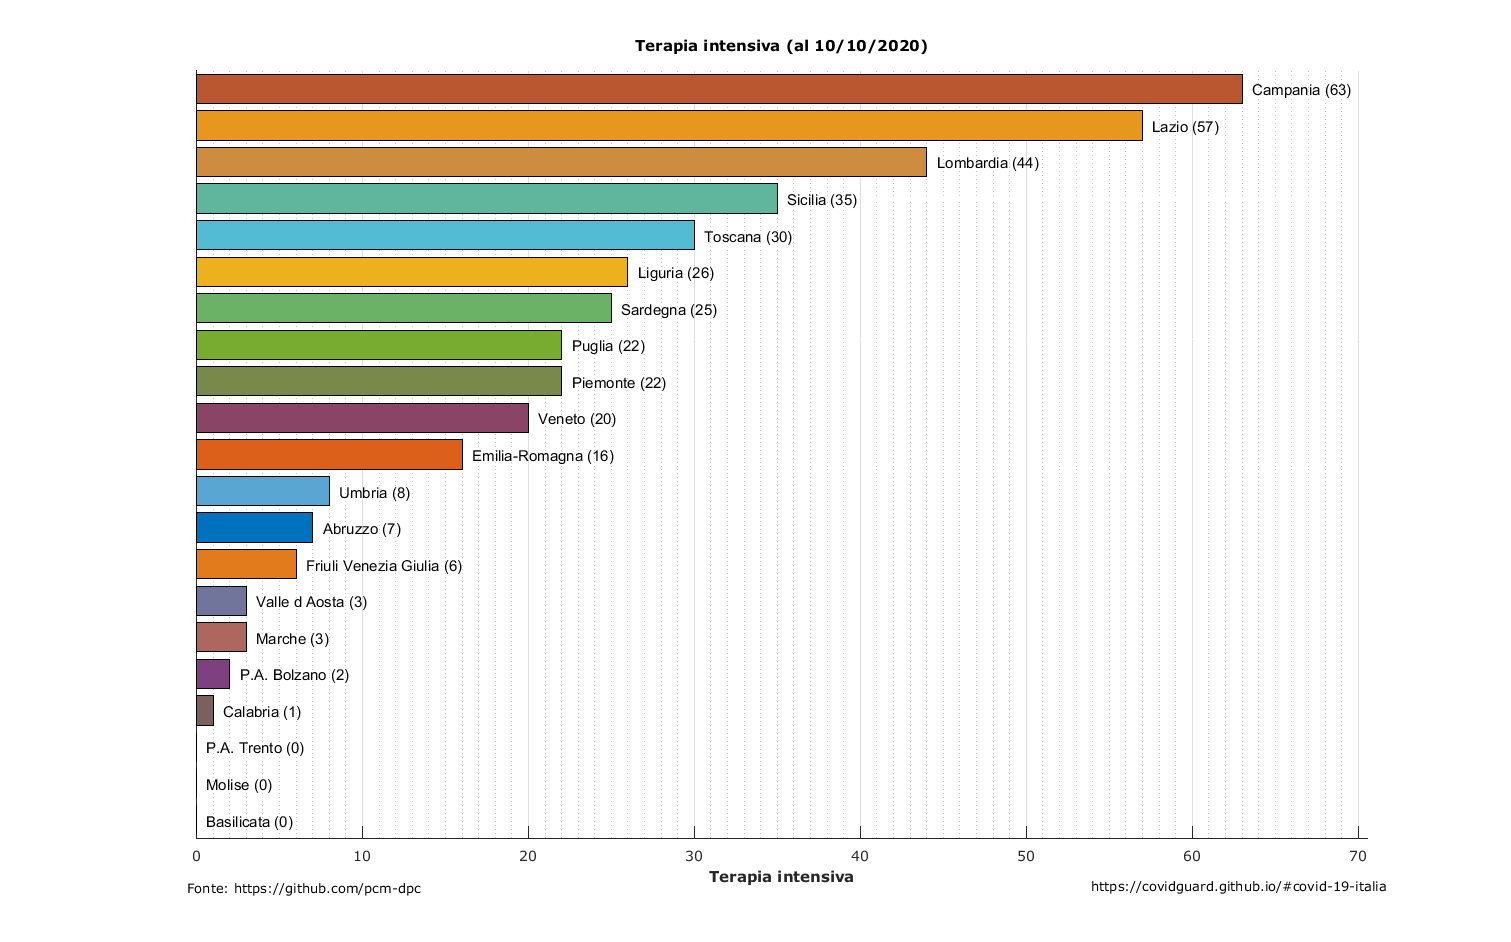 Terapia intensiva (al 10/10/2020)
Campania (63)
Lazio (57)
Lombardia (44)
Sicilia (35)
Toscana (30)
Liguria (26)
Sardegna (25)
Puglia (22)
Piemonte (22)
Veneto (20)
Emilia-Romagna (16)
Umbria (8)
Abruzzo (7)
Friuli Venezia Giulia (6)
Valle d Aosta (3)
Marche (3)
P.A. Bolzano (2)
Calabria (1)
P.A. Trento (0)
Molise (0)
Basilicata (0)
0 10 20 30 40 50 60 70
Terapia intensiva
Fonte: https://github.com/pcm-dpc
https://covidguard.github.io/#covid-19-italia